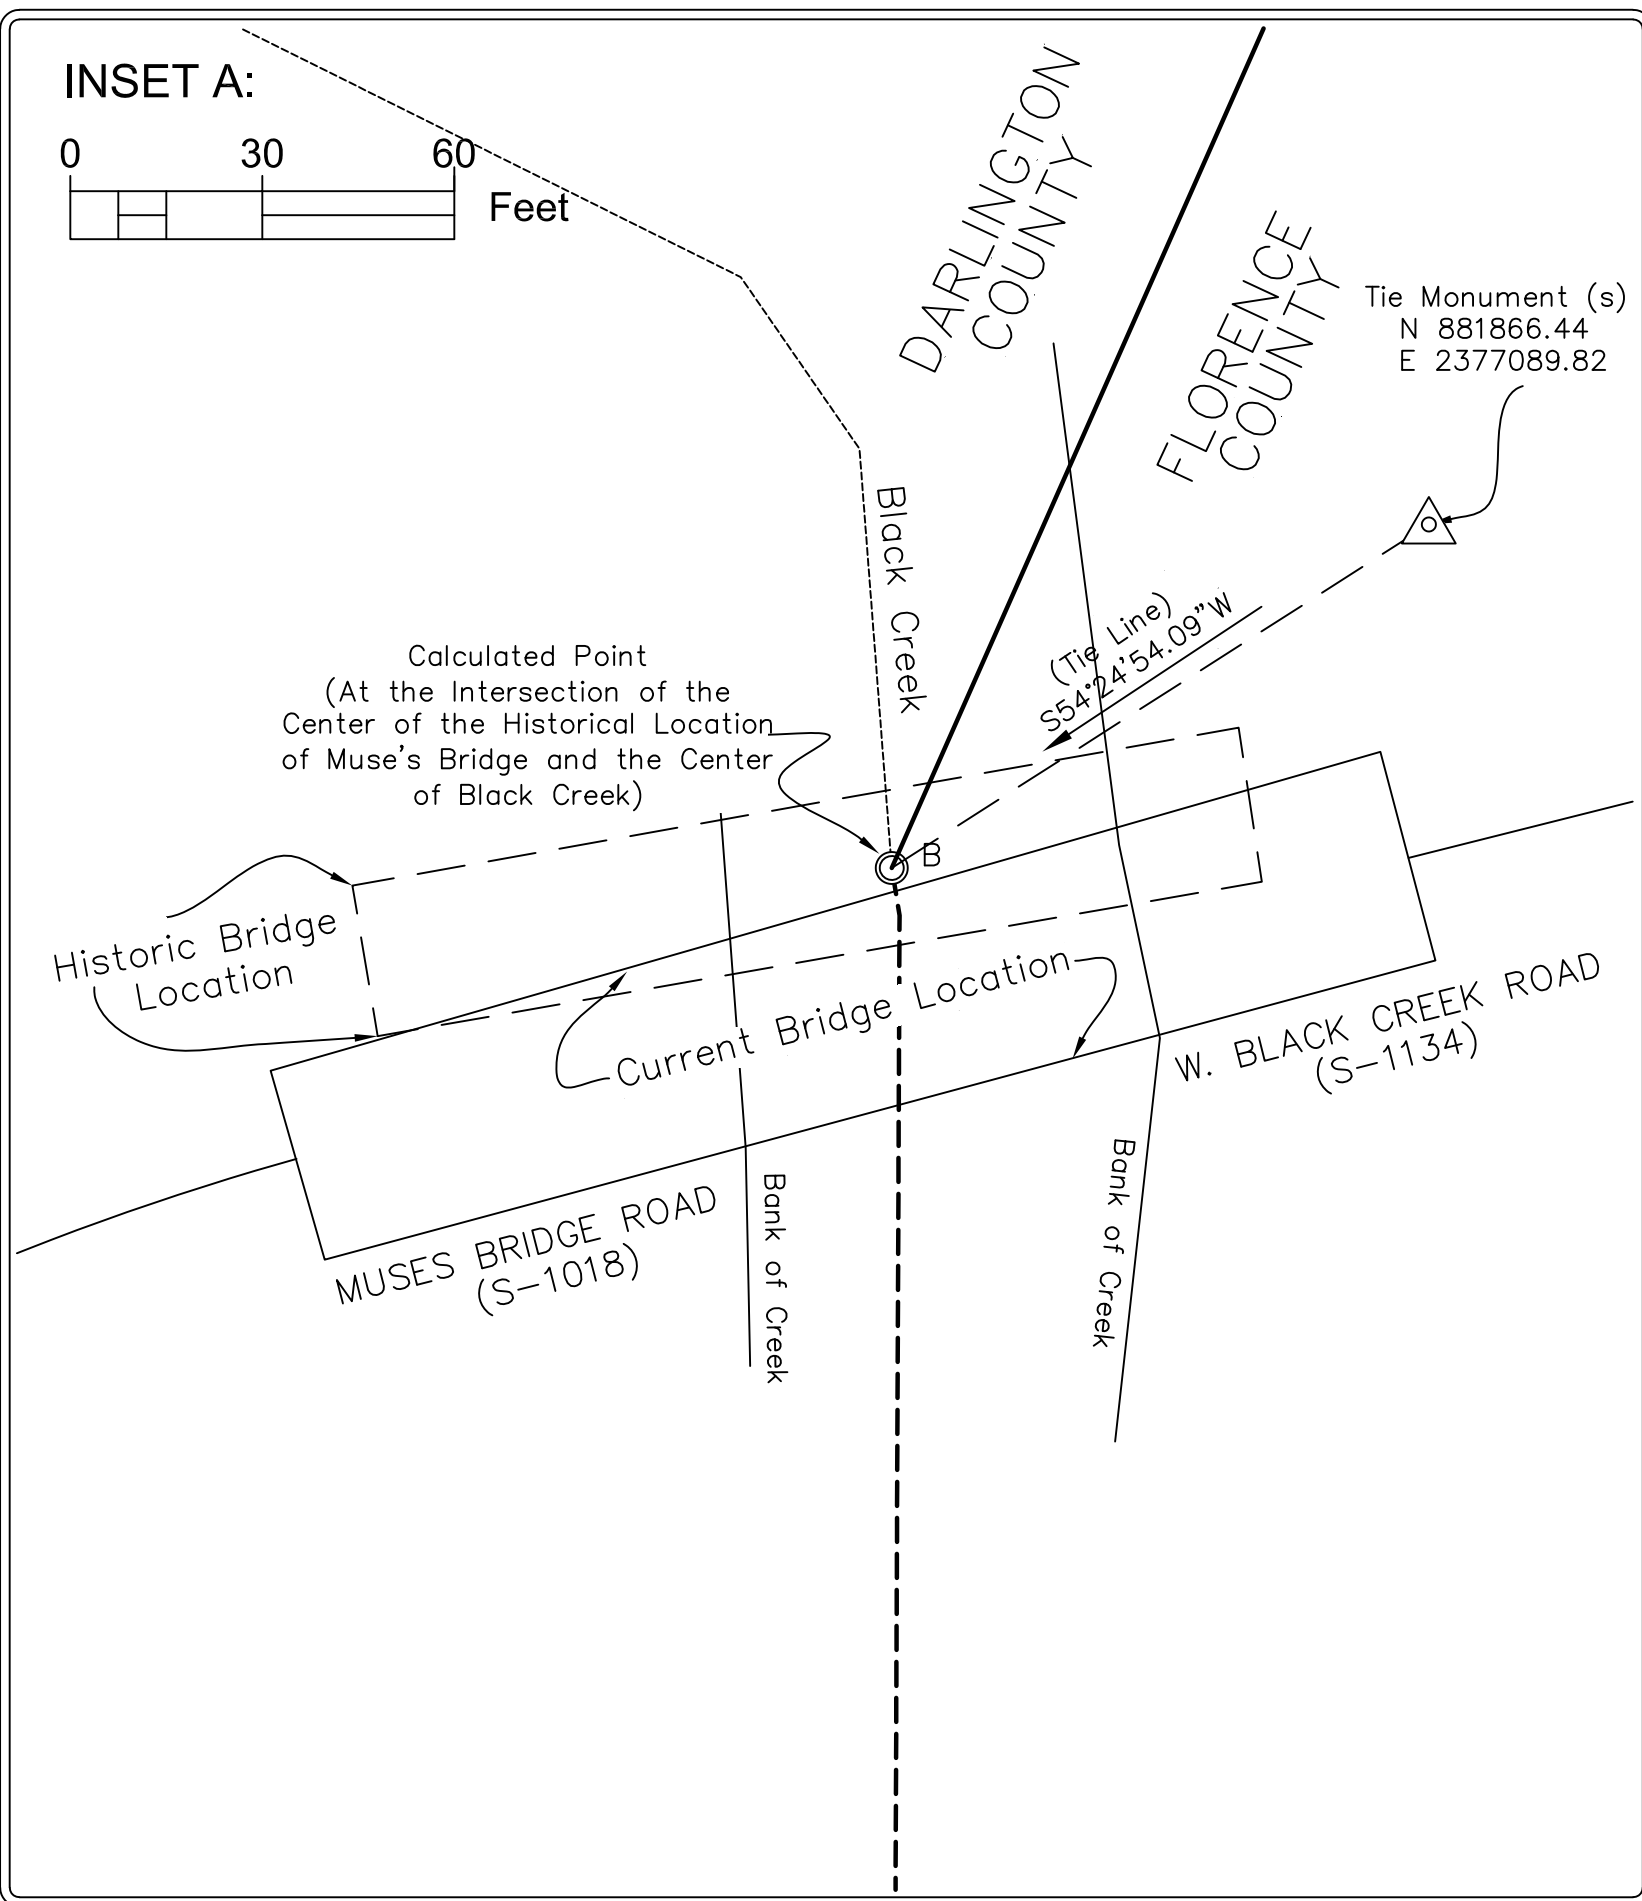 INSET A:
0 30 60
Feet
DARLINGTON
COUNTY
FLORENCE
COUNTY
Tie Monument (s)
N 881866.44
E 2377089.82
Black Creek
(Tie Line)
S54°24'54.09"W
Calculated Point
(At the Intersection of the
Center of the Historical Location
of Muse's Bridge and the Center
of Black Creek)
B
Historic Bridge
Location
Current Bridge Location
W. BLACK CREEK ROAD
(S-1134)
MUSES BRIDGE ROAD
(S-1018)
Bank of Creek
Bank of Creek